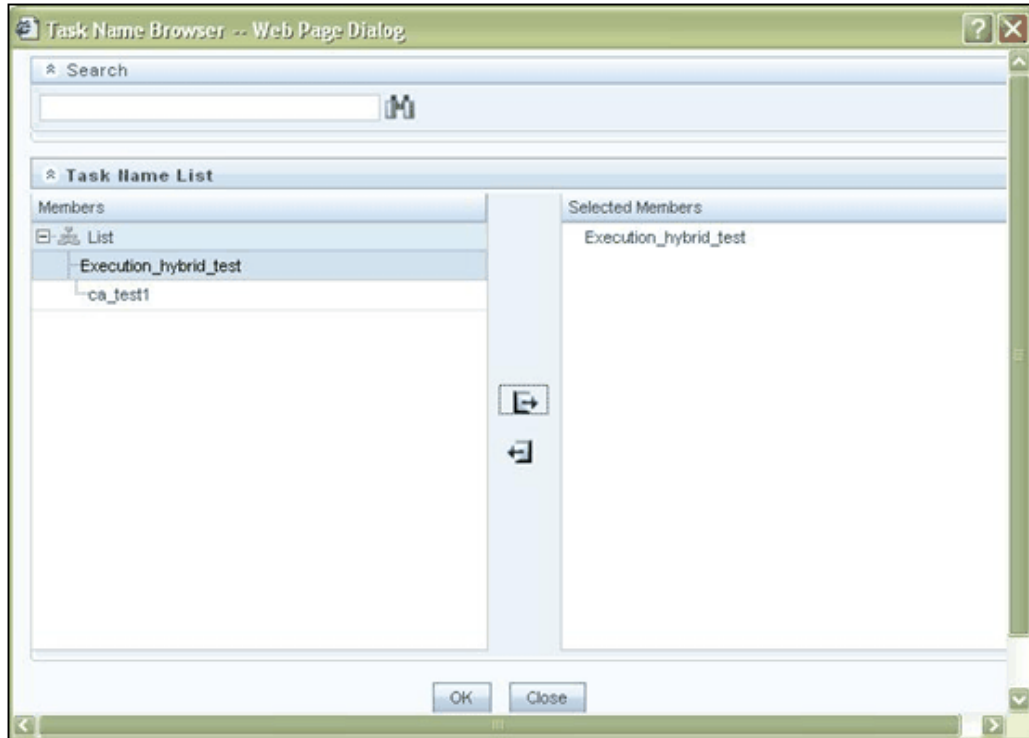 Task Name Browser -- Web Page Dialog
Search
Task Name List
Members
Selected Members
List
Execution_hybrid_test
Execution_hybrid_test
ca_test1
OK
Close